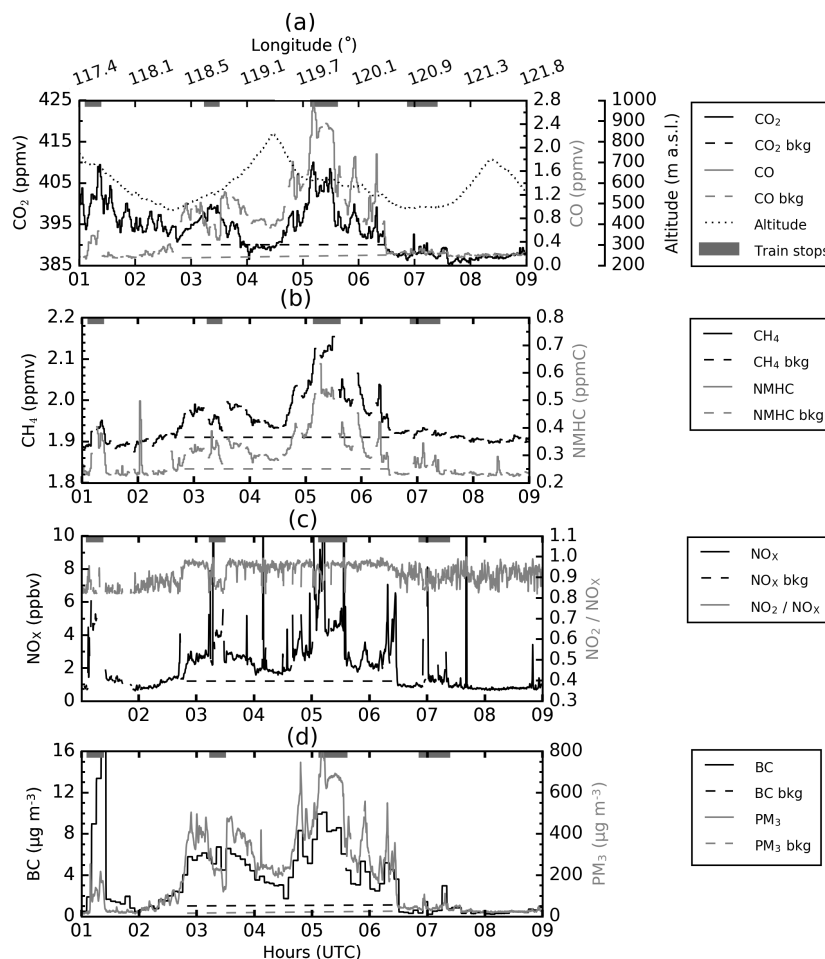 (a)
Longitude (˚)
117.4 118.1 118.5 119.1 119.7 120.1 120.9 121.3 121.8
425 2.8 1000
405 395 385
CO₂ (ppmv)
2.4 2.0 1.6 1.2 0.8 0.4 0.0
CO (ppmv)
900 800 700 600 500 400 300 200
Altitude (m a.s.l.)
01 02 03 04 05 06 07 08 09
CO₂
CO₂ bkg
CO
CO bkg
Altitude
Train stops
(b)
2.2 2.1 2.0 1.9 1.8
CH₄ (ppmv)
0.8 0.7 0.6 0.5 0.4 0.3 0.2
NMHC (ppmC)
01 02 03 04 05 06 07 08 09
CH₄
CH₄ bkg
NMHC
NMHC bkg
(c)
10 8 6 4 2 0
NOₓ (ppbv)
1.1 1.0 0.9 0.8 0.7 0.6 0.5 0.4 0.3
NO₂ / NOₓ
02 03 04 05 06 07 08 09
NOₓ
NOₓ bkg
NO₂ / NOₓ
(d)
16 12 8 4 0
BC (μg m⁻³)
800 600 400 200 0
PM₃ (μg m⁻³)
01 02 03 04 05 06 07 08 09
Hours (UTC)
BC
BC bkg
PM₃
PM₃ bkg